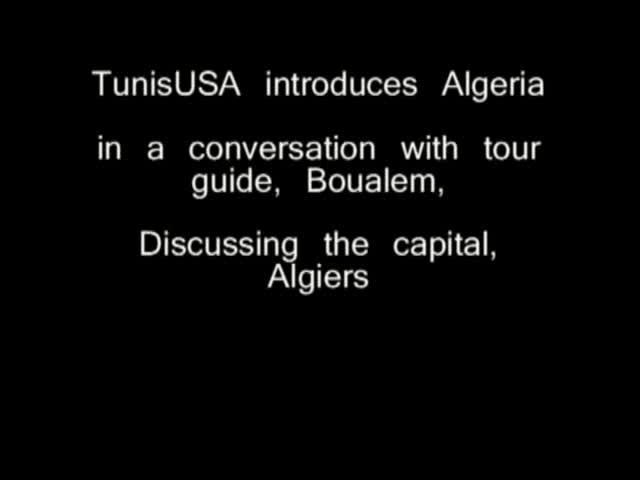 TunisUSA introduces Algeria
in a conversation with tour
guide, Boualem,
Discussing the capital,
Algiers